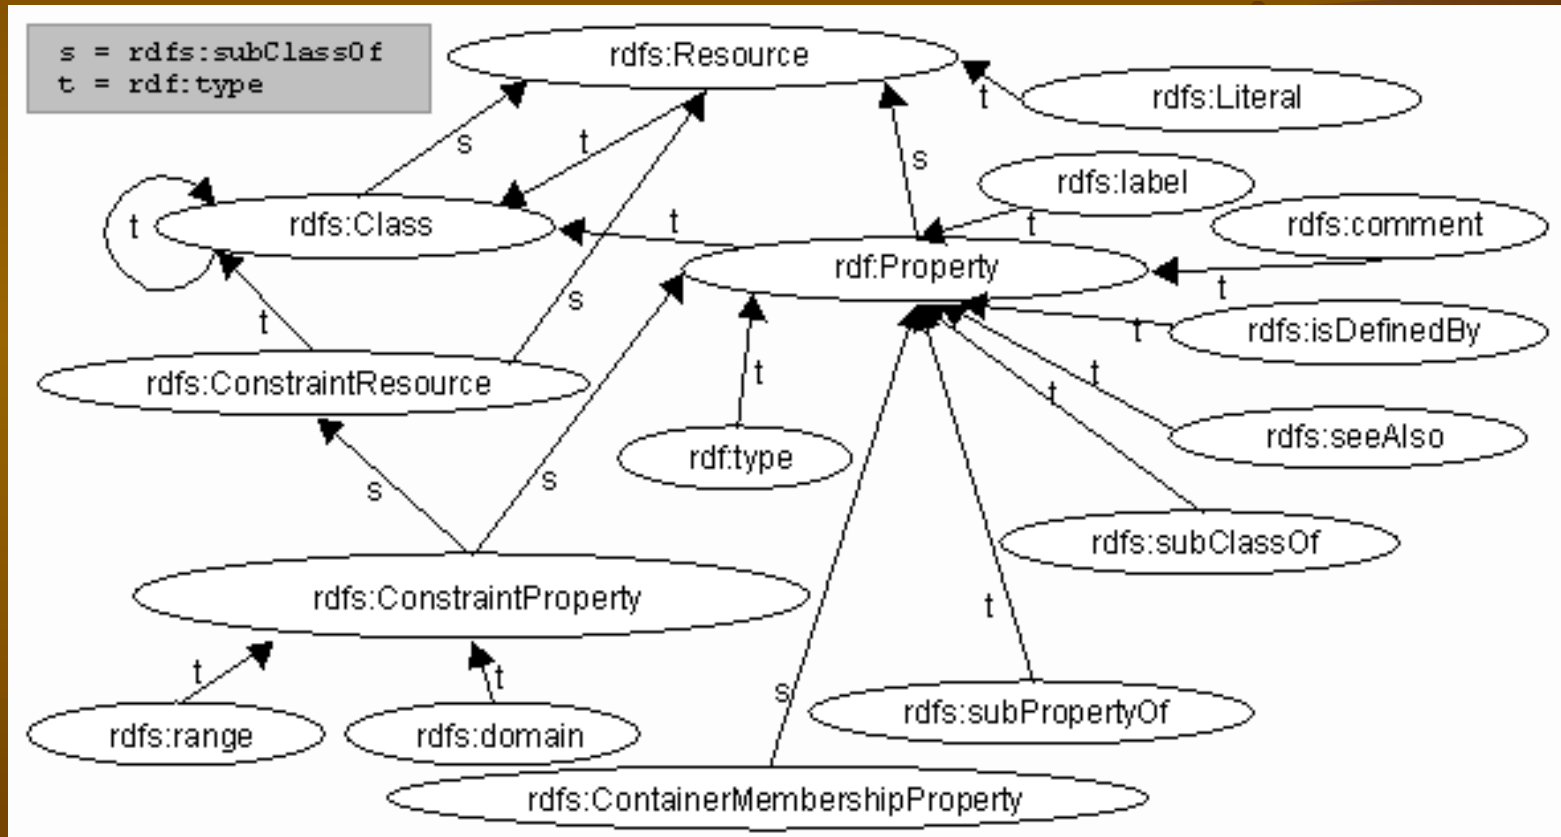 s = rdfs:subClassOf
t = rdf:type
rdfs:Resource
rdfs:Literal
t
s
t
s
rdfs:label
t
rdfs:Class
t
t
rdfs:comment
rdf:Property
t
s
t
rdfs:isDefinedBy
t
t
rdfs:ConstraintResource
t
t
t
rdfs:seeAlso
rdf:type
s
s
rdfs:subClassOf
rdfs:ConstraintProperty
t
t
t
s
rdfs:subPropertyOf
rdfs:range
rdfs:domain
rdfs:ContainerMembershipProperty